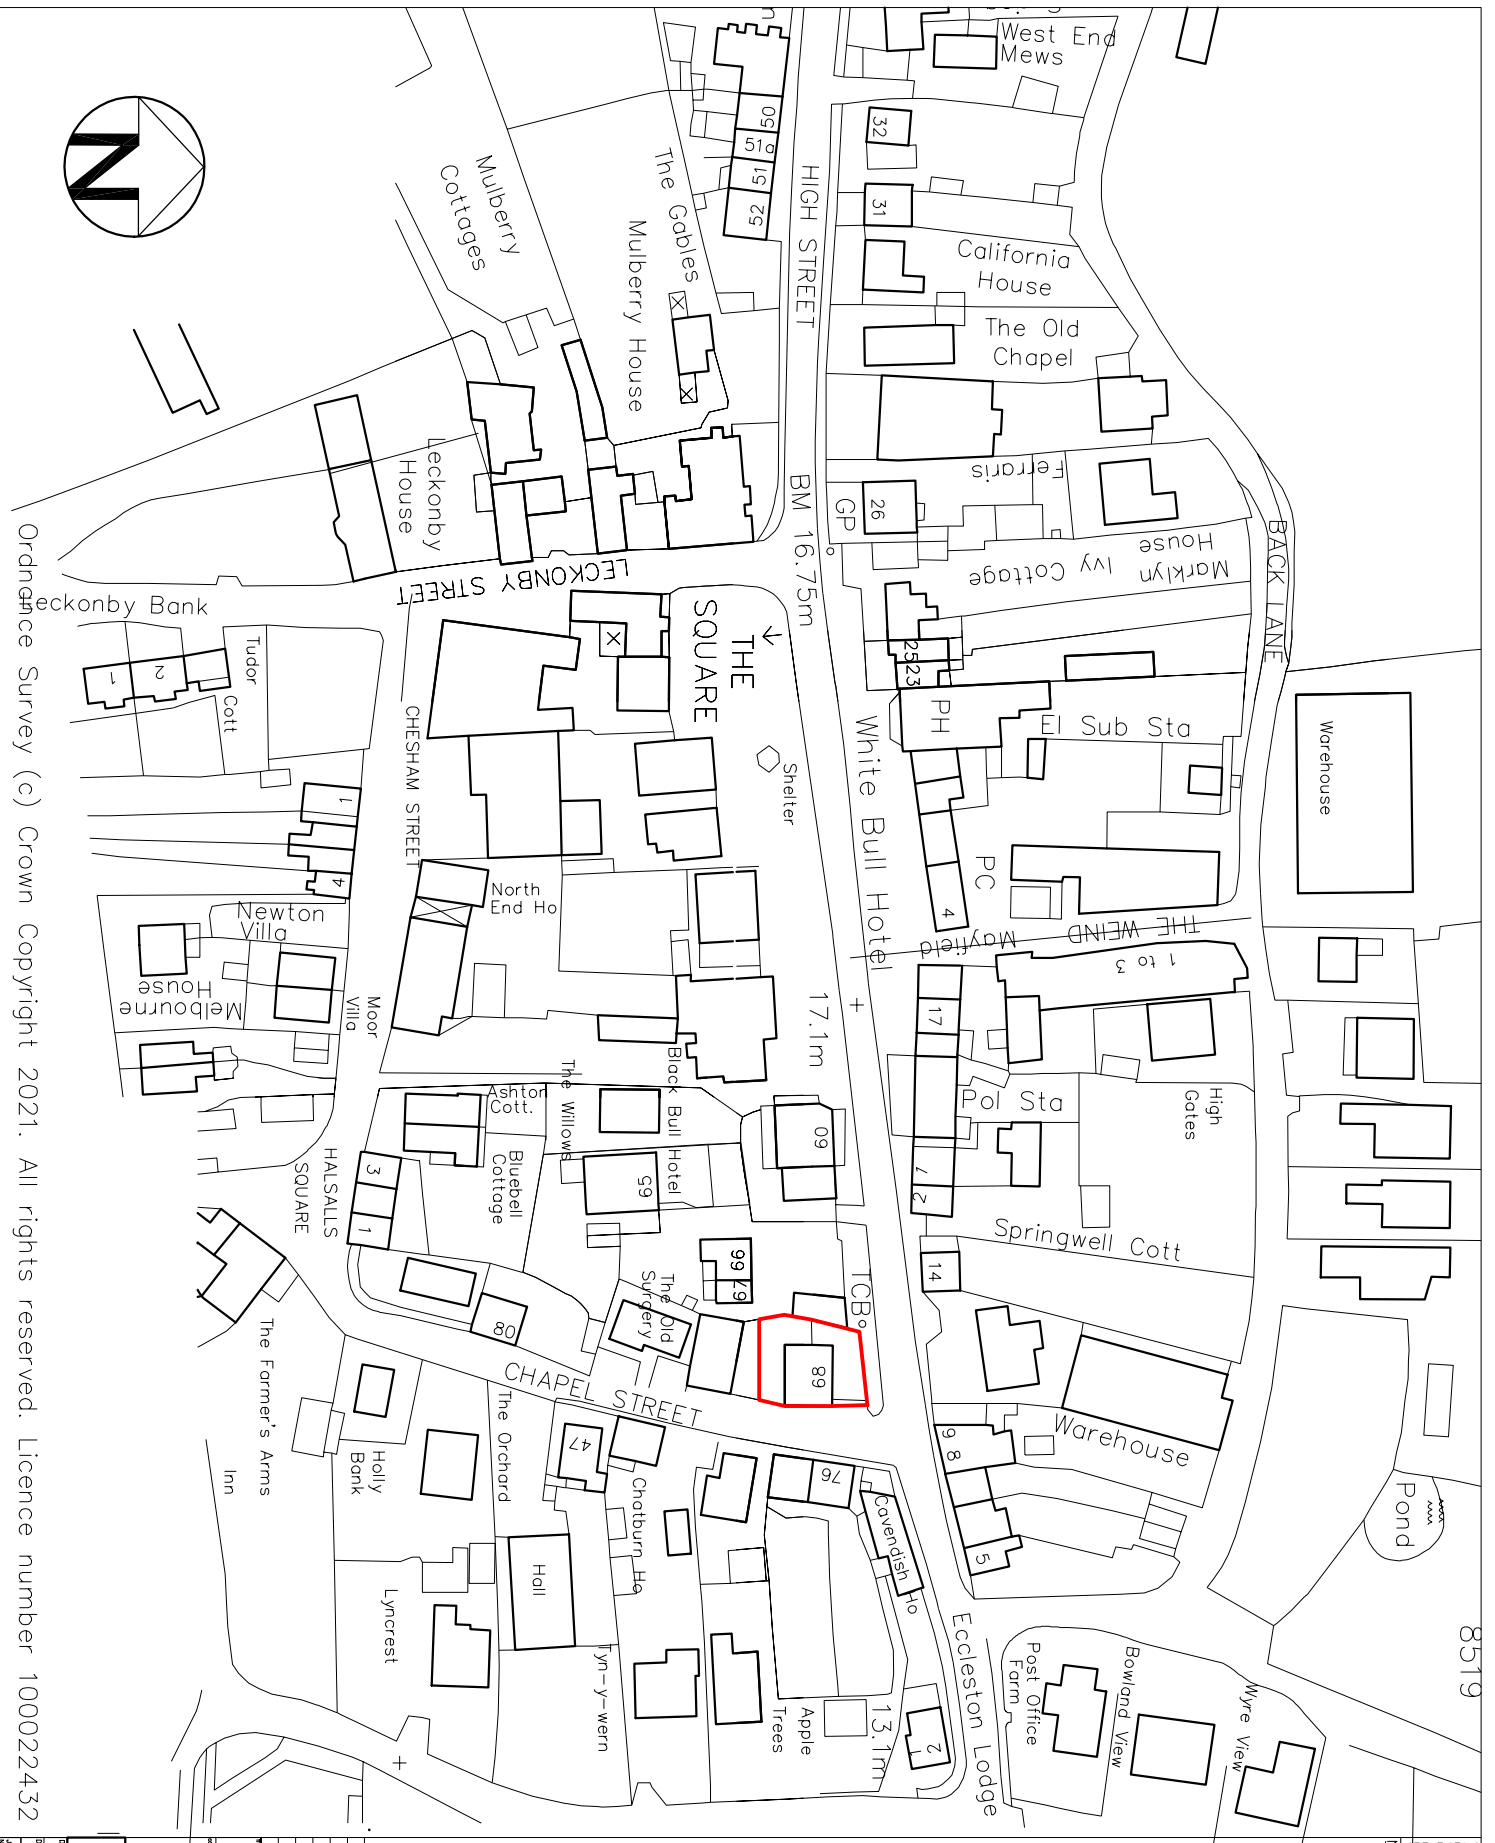 West End
Mews
32
50
51a
51
52
31
HIGH STREET
The Gables
Mulberry
Cottages
Mulberry House
California
House
The Old
Chapel
N
Leckonby
House
BM 16.75m
GP
26
Ferraris
Marklyn
House
Ivy Cottage
BACK LANE
LECKONBY STREET
Leckonby Bank
THE
SQUARE
Tudor
Cott
1
2
25
23
PH
El Sub Sta
Warehouse
White Bull Hotel
Shelter
CHESHAM STREET
1
4
North
End Ho
Newton
Villa
PC
4
Mayfield
THE WEIND
1 to 3
Melbourne
House
Moor
Villa
17.1m
17
Pol Sta
High
Gates
Black Bull Hotel
The Willows
Ashton
Cott.
Bluebell
Cottage
60
65
7
2
HALSALLS
SQUARE
3
1
Springwell Cott
14
66
67
TCB
The Old
Surgery
68
80
CHAPEL STREET
The Farmer's Arms
Inn
Holly
Bank
The Orchard
47
Chatburn Ho
76
Cavendish Ho
Warehouse
9
8
5
Pond
Hall
Lyncrest
Tyn-y-wern
Apple
Trees
13.1m
2
1
Eccleston Lodge
Post Office
Farm
Bowland View
Wyre View
8519
Ordnance Survey (c) Crown Copyright 2021. All rights reserved. Licence number 100022432